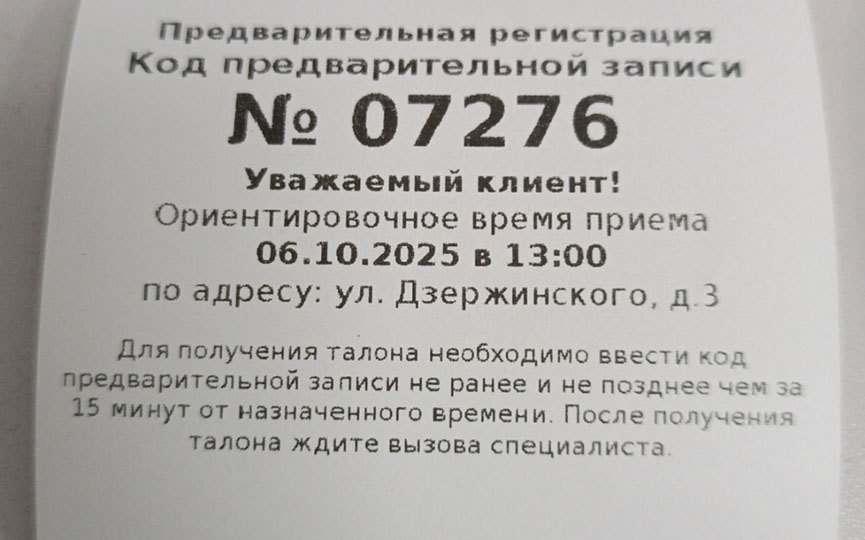 Предварительная регистрация
Код предварительной записи
№ 07276
Уважаемый клиент!
Ориентировочное время приема
06.10.2025 в 13:00
по адресу: ул. Дзержинского, д.3
Для получения талона необходимо ввести код
предварительной записи не ранее и не позднее чем за
15 минут от назначенного времени. После получения
талона ждите вызова специалиста.